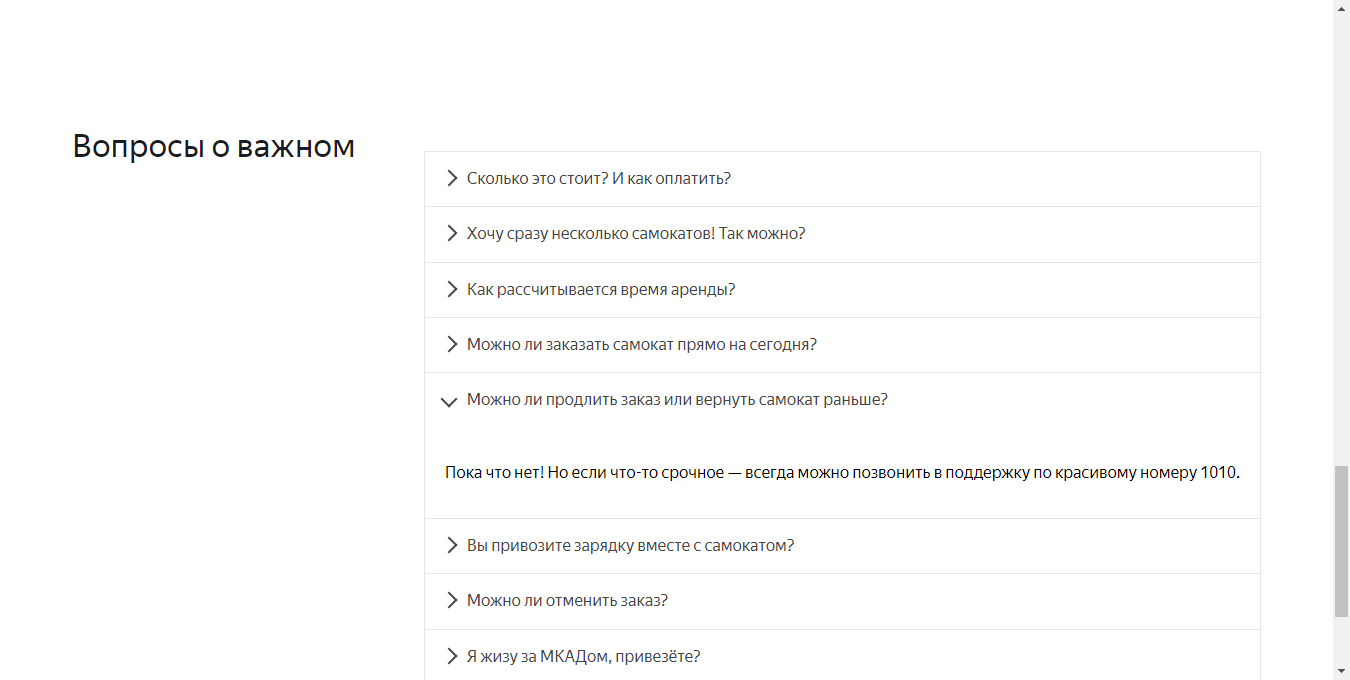 Вопросы о важном
Сколько это стоит? И как оплатить?
Хочу сразу несколько самокатов! Так можно?
Как рассчитывается время аренды?
Можно ли заказать самокат прямо на сегодня?
Можно ли продлить заказ или вернуть самокат раньше?
Пока что нет! Но если что-то срочное — всегда можно позвонить в поддержку по красивому номеру 1010.
Вы привозите зарядку вместе с самокатом?
Можно ли отменить заказ?
Я жизу за МКАДом, привезёте?